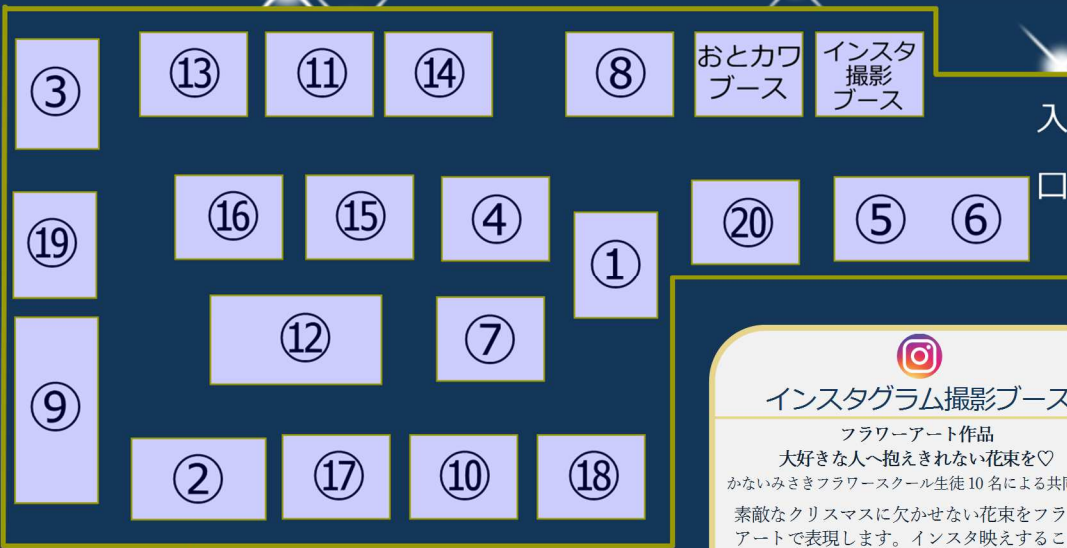 ③ ⑬ ⑪ ⑭ ⑧
おとカワ
ブース
インスタ
撮影
ブース
入
口
⑲ ⑯ ⑮ ④ ① ⑳ ⑤ ⑥
⑨ ⑫ ⑦
② ⑰ ⑩ ⑱
インスタグラム撮影ブース
フラワーアート作品
大好きな人へ抱えきれない花束を♡
かないみさきフラワースクール生徒10名による共
素敵なクリスマスに欠かせない花束をフラ
アートで表現します。インスタ映えするこ